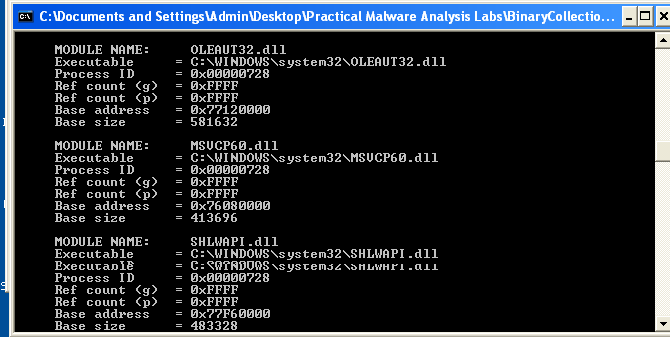 C:\Documents and Settings\Admin\Desktop\Practical Malware Analysis Labs\BinaryCollectio...
MODULE NAME:     OLEAUT32.dll
Executable     = C:\WINDOWS\system32\OLEAUT32.dll
Process ID     = 0x00000728
Ref count (g)  = 0xFFFF
Ref count (p)  = 0xFFFF
Base address   = 0x77120000
Base size      = 581632
MODULE NAME:     MSVCP60.dll
Executable     = C:\WINDOWS\system32\MSVCP60.dll
Process ID     = 0x00000728
Ref count (g)  = 0xFFFF
Ref count (p)  = 0xFFFF
Base address   = 0x76080000
Base size      = 413696
MODULE NAME:     SHLWAPI.dll
Executable     = C:\WINDOWS\system32\SHLWAPI.dll
Executable     = C:\WINDOWS\system32\SHLWAPI.dll
Process ID     = 0x00000728
Ref count (g)  = 0xFFFF
Ref count (p)  = 0xFFFF
Base address   = 0x77F60000
Base size      = 483328